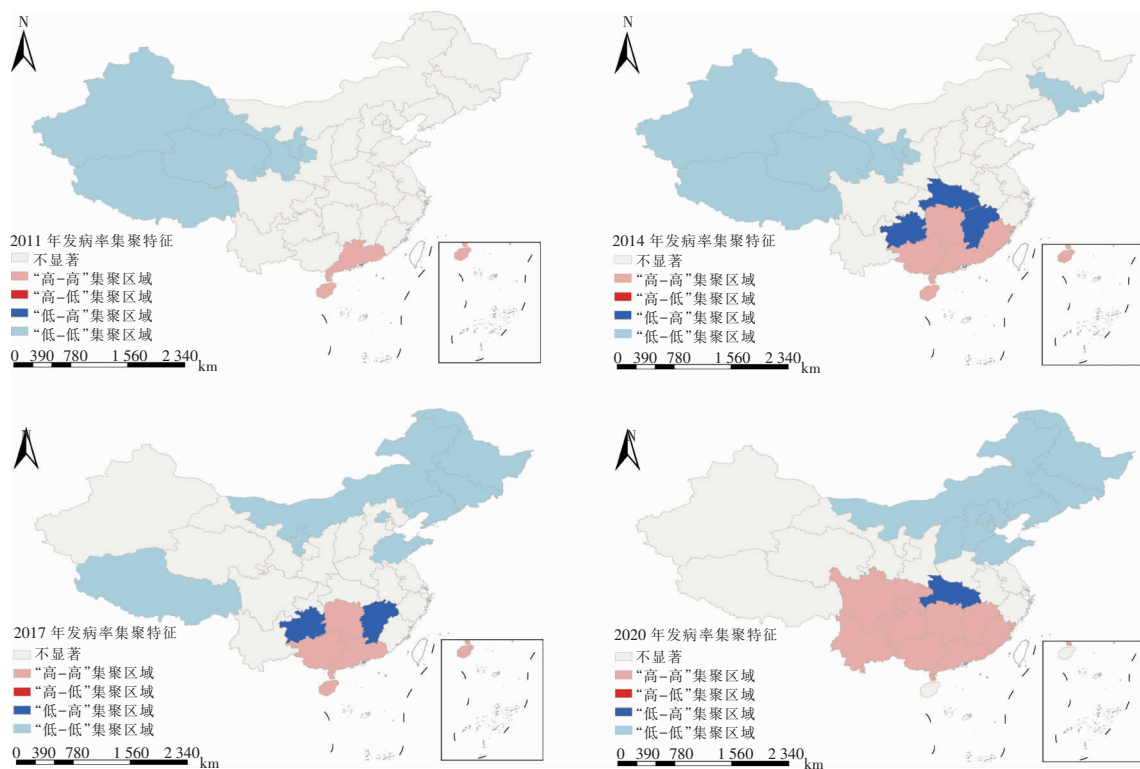 N
2011 年发病率集聚特征
不显著
“高-高”集聚区域
“高-低”集聚区域
“低-高”集聚区域
“低-低”集聚区域
0 390 780 1 560 2 340
km
N
2014 年发病率集聚特征
不显著
“高-高”集聚区域
“高-低”集聚区域
“低-高”集聚区域
“低-低”集聚区域
0 390 780 1 560 2 340
km
N
2017 年发病率集聚特征
不显著
“高-高”集聚区域
“高-低”集聚区域
“低-高”集聚区域
“低-低”集聚区域
0 390 780 1 560 2 340
km
N
2020 年发病率集聚特征
不显著
“高-高”集聚区域
“高-低”集聚区域
“低-高”集聚区域
“低-低”集聚区域
0 390 780 1 560 2 340
km